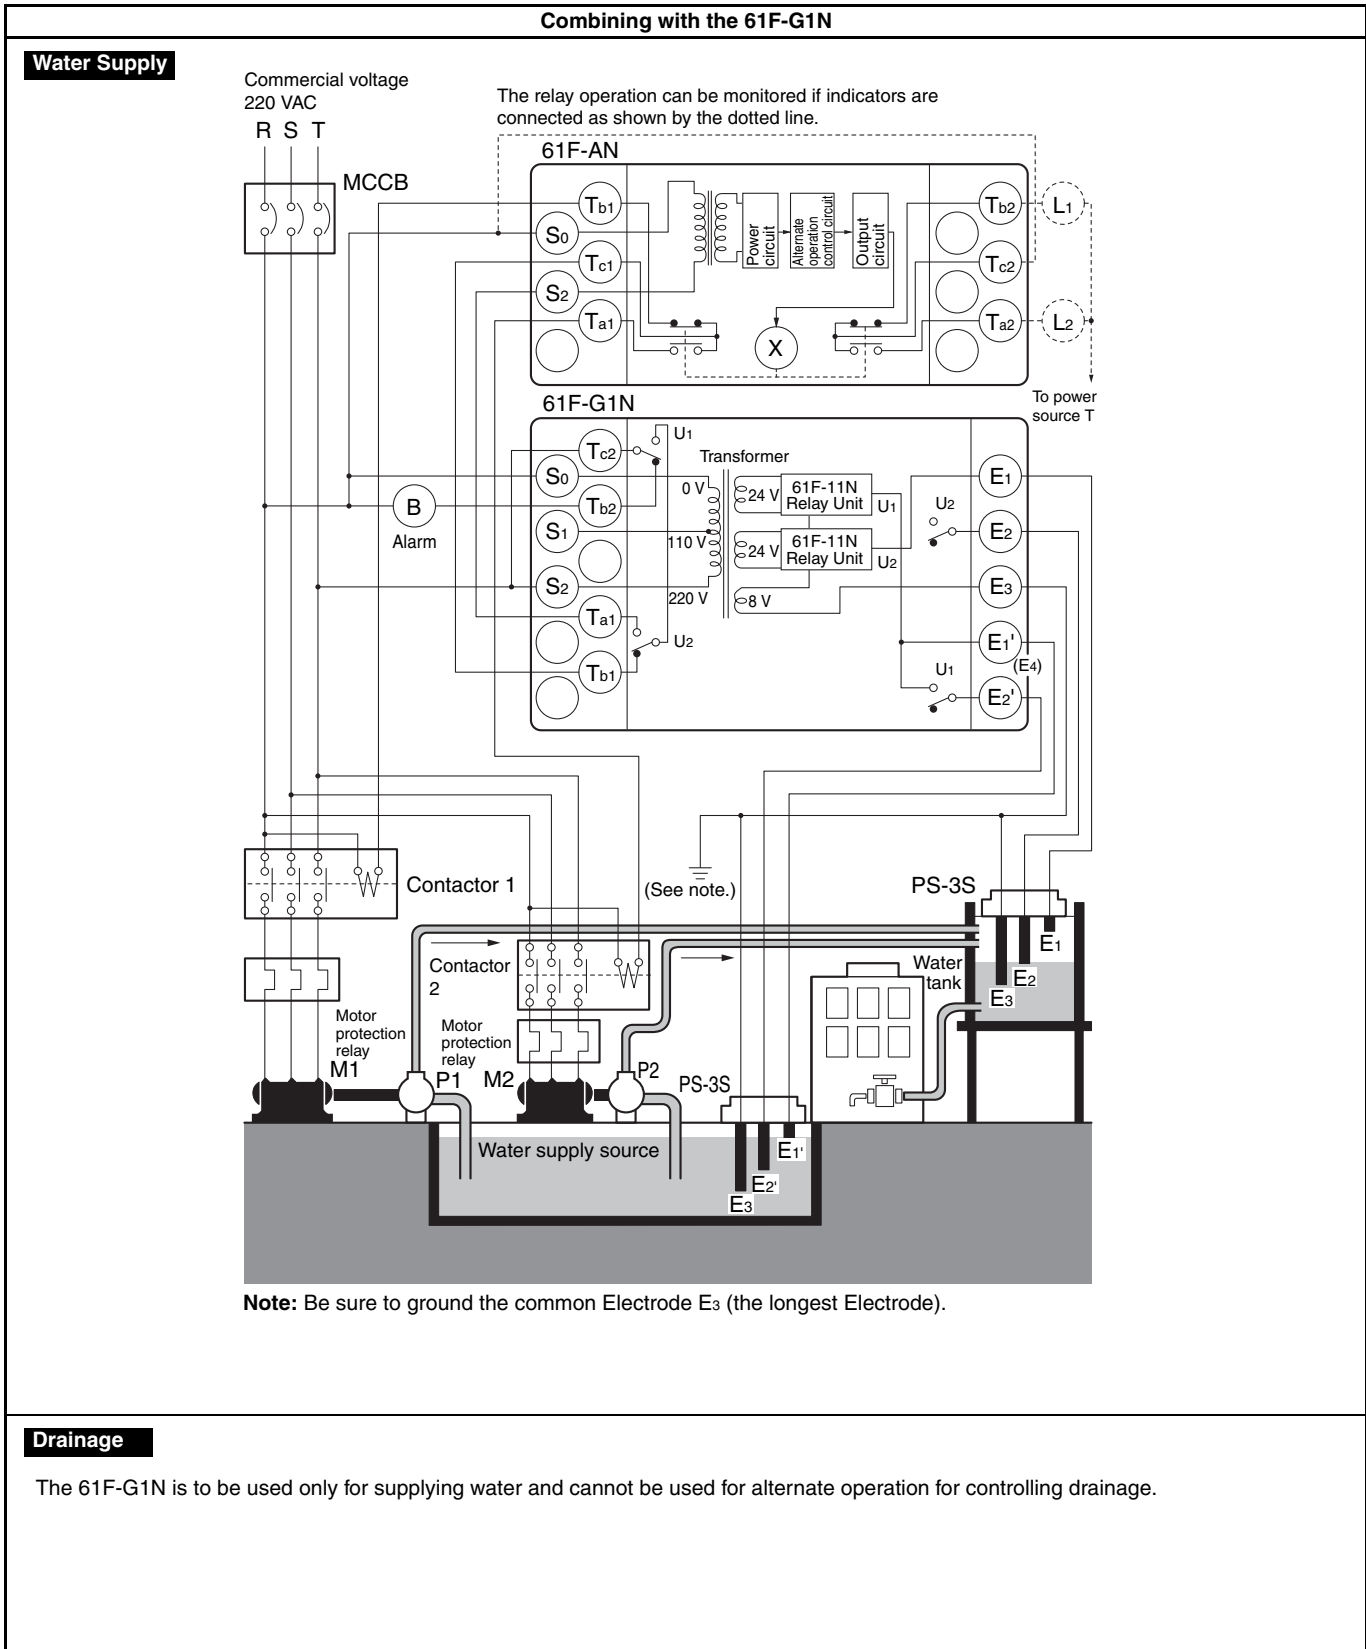 Combining with the 61F-G1N
Water Supply
Commercial voltage
220 VAC
R S T
MCCB
The relay operation can be monitored if indicators are
connected as shown by the dotted line.
61F-AN
Tb1
S0
Tc1
S2
Ta1
Power
circuit
Alternate
operation
control circuit
Output
circuit
X
Tb2
Tc2
Ta2
L1
L2
To power
source T
61F-G1N
Tc2
S0
Tb2
S1
S2
Ta1
Tb1
B
Alarm
U1
U2
Transformer
0 V
110 V
220 V
24 V
61F-11N
Relay Unit
U1
24 V
61F-11N
Relay Unit
U2
8 V
U2
U1
E1
E2
E3
E1'
(E4)
E2'
Contactor 1
(See note.)
PS-3S
E1
E2
E3
Water
tank
Contactor
2
Motor
protection
relay
M1
P1
Motor
protection
relay
M2
P2
PS-3S
Water supply source
E1'
E2'
E3
Note: Be sure to ground the common Electrode E3 (the longest Electrode).
Drainage
The 61F-G1N is to be used only for supplying water and cannot be used for alternate operation for controlling drainage.